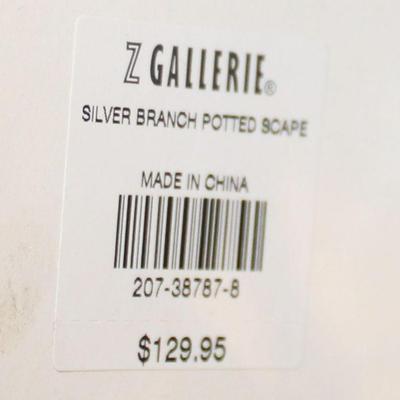 Z GALLERIE®
SILVER BRANCH POTTED SCAPE
MADE IN CHINA
207-38787-8
$129.95